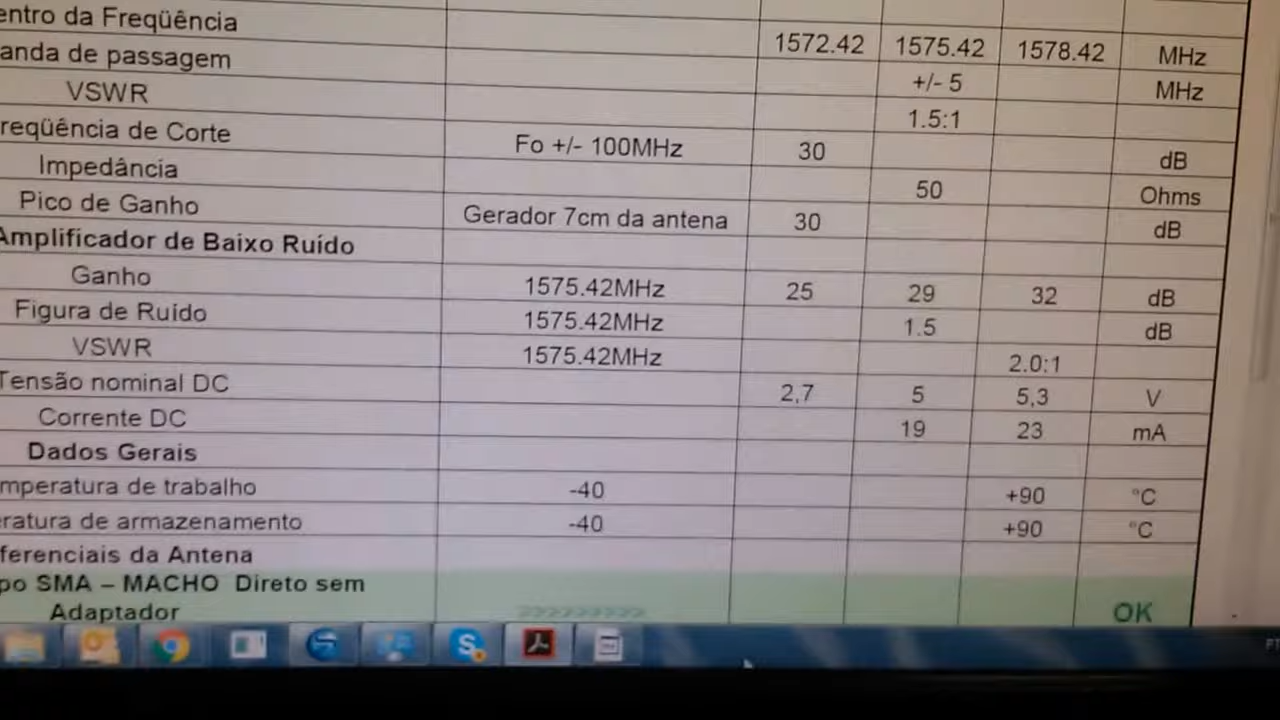 entro da Freqüência 1572.42 1575.42 1578.42 MHz
anda de passagem +/- 5 MHz
VSWR 1.5:1
reqüência de Corte Fo +/- 100MHz 30 dB
Impedância 50 Ohms
Pico de Ganho Gerador 7cm da antena 30 dB
Amplificador de Baixo Ruído
Ganho 1575.42MHz 25 29 32 dB
Figura de Ruído 1575.42MHz 1.5 dB
VSWR 1575.42MHz 2.0:1
Tensão nominal DC 2,7 5 5,3 V
Corrente DC 19 23 mA
Dados Gerais
mperatura de trabalho -40 +90 °C
eratura de armazenamento -40 +90 °C
ferenciais da Antena
po SMA – MACHO Direto sem
Adaptador >>>>>>>>> OK